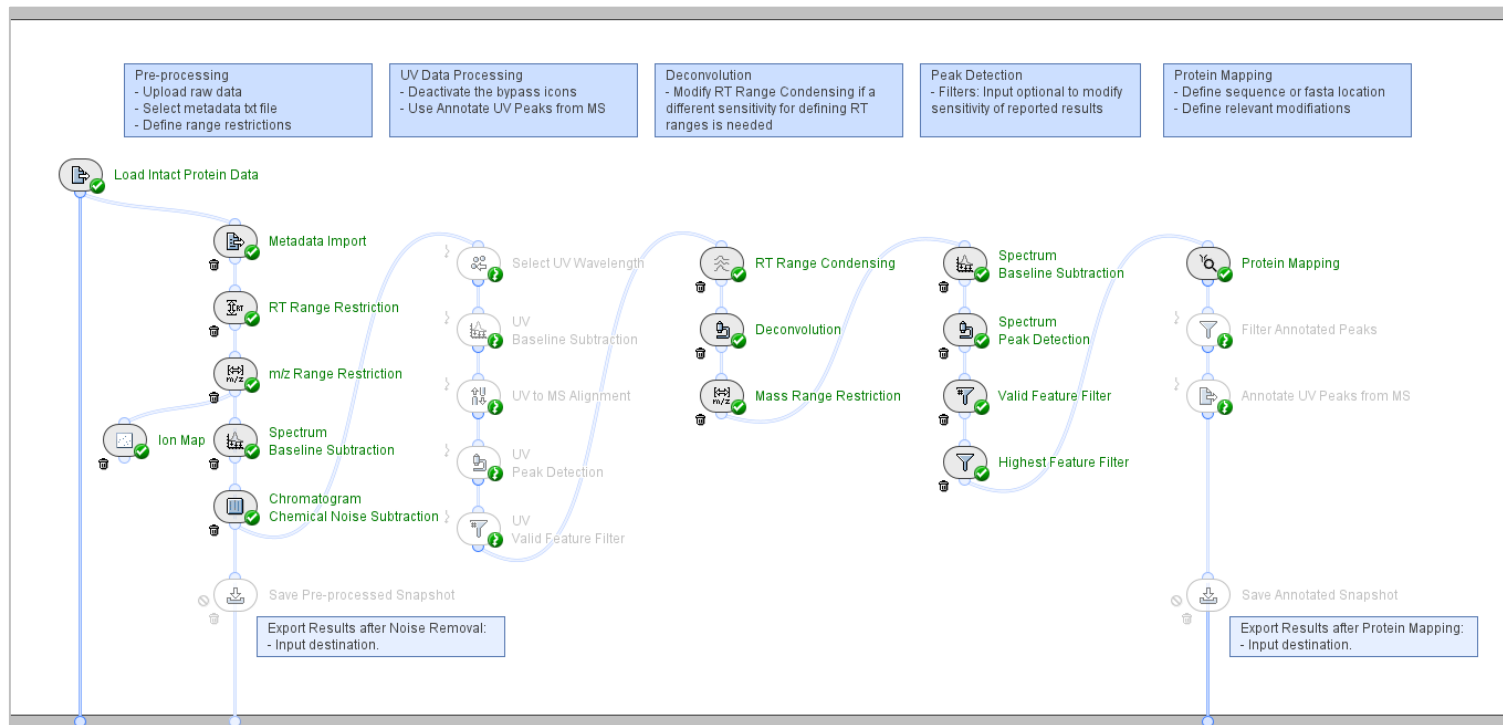 Pre-processing
- Upload raw data
- Select metadata txt file
- Define range restrictions
UV Data Processing
- Deactivate the bypass icons
- Use Annotate UV Peaks from MS
Deconvolution
- Modify RT Range Condensing if a
different sensitivity for defining RT
ranges is needed
Peak Detection
- Filters: Input optional to modify
sensitivity of reported results
Protein Mapping
- Define sequence or fasta location
- Define relevant modifiations
Load Intact Protein Data
Metadata Import
RT Range Restriction
m/z Range Restriction
Ion Map
Spectrum
Baseline Subtraction
Chromatogram
Chemical Noise Subtraction
Save Pre-processed Snapshot
Export Results after Noise Removal:
- Input destination.
Select UV Wavelength
UV
Baseline Subtraction
UV to MS Alignment
UV
Peak Detection
UV
Valid Feature Filter
RT Range Condensing
Deconvolution
Mass Range Restriction
Spectrum
Baseline Subtraction
Spectrum
Peak Detection
Valid Feature Filter
Highest Feature Filter
Protein Mapping
Filter Annotated Peaks
Annotate UV Peaks from MS
Save Annotated Snapshot
Export Results after Protein Mapping:
- Input destination.
RT
m/z
m/z